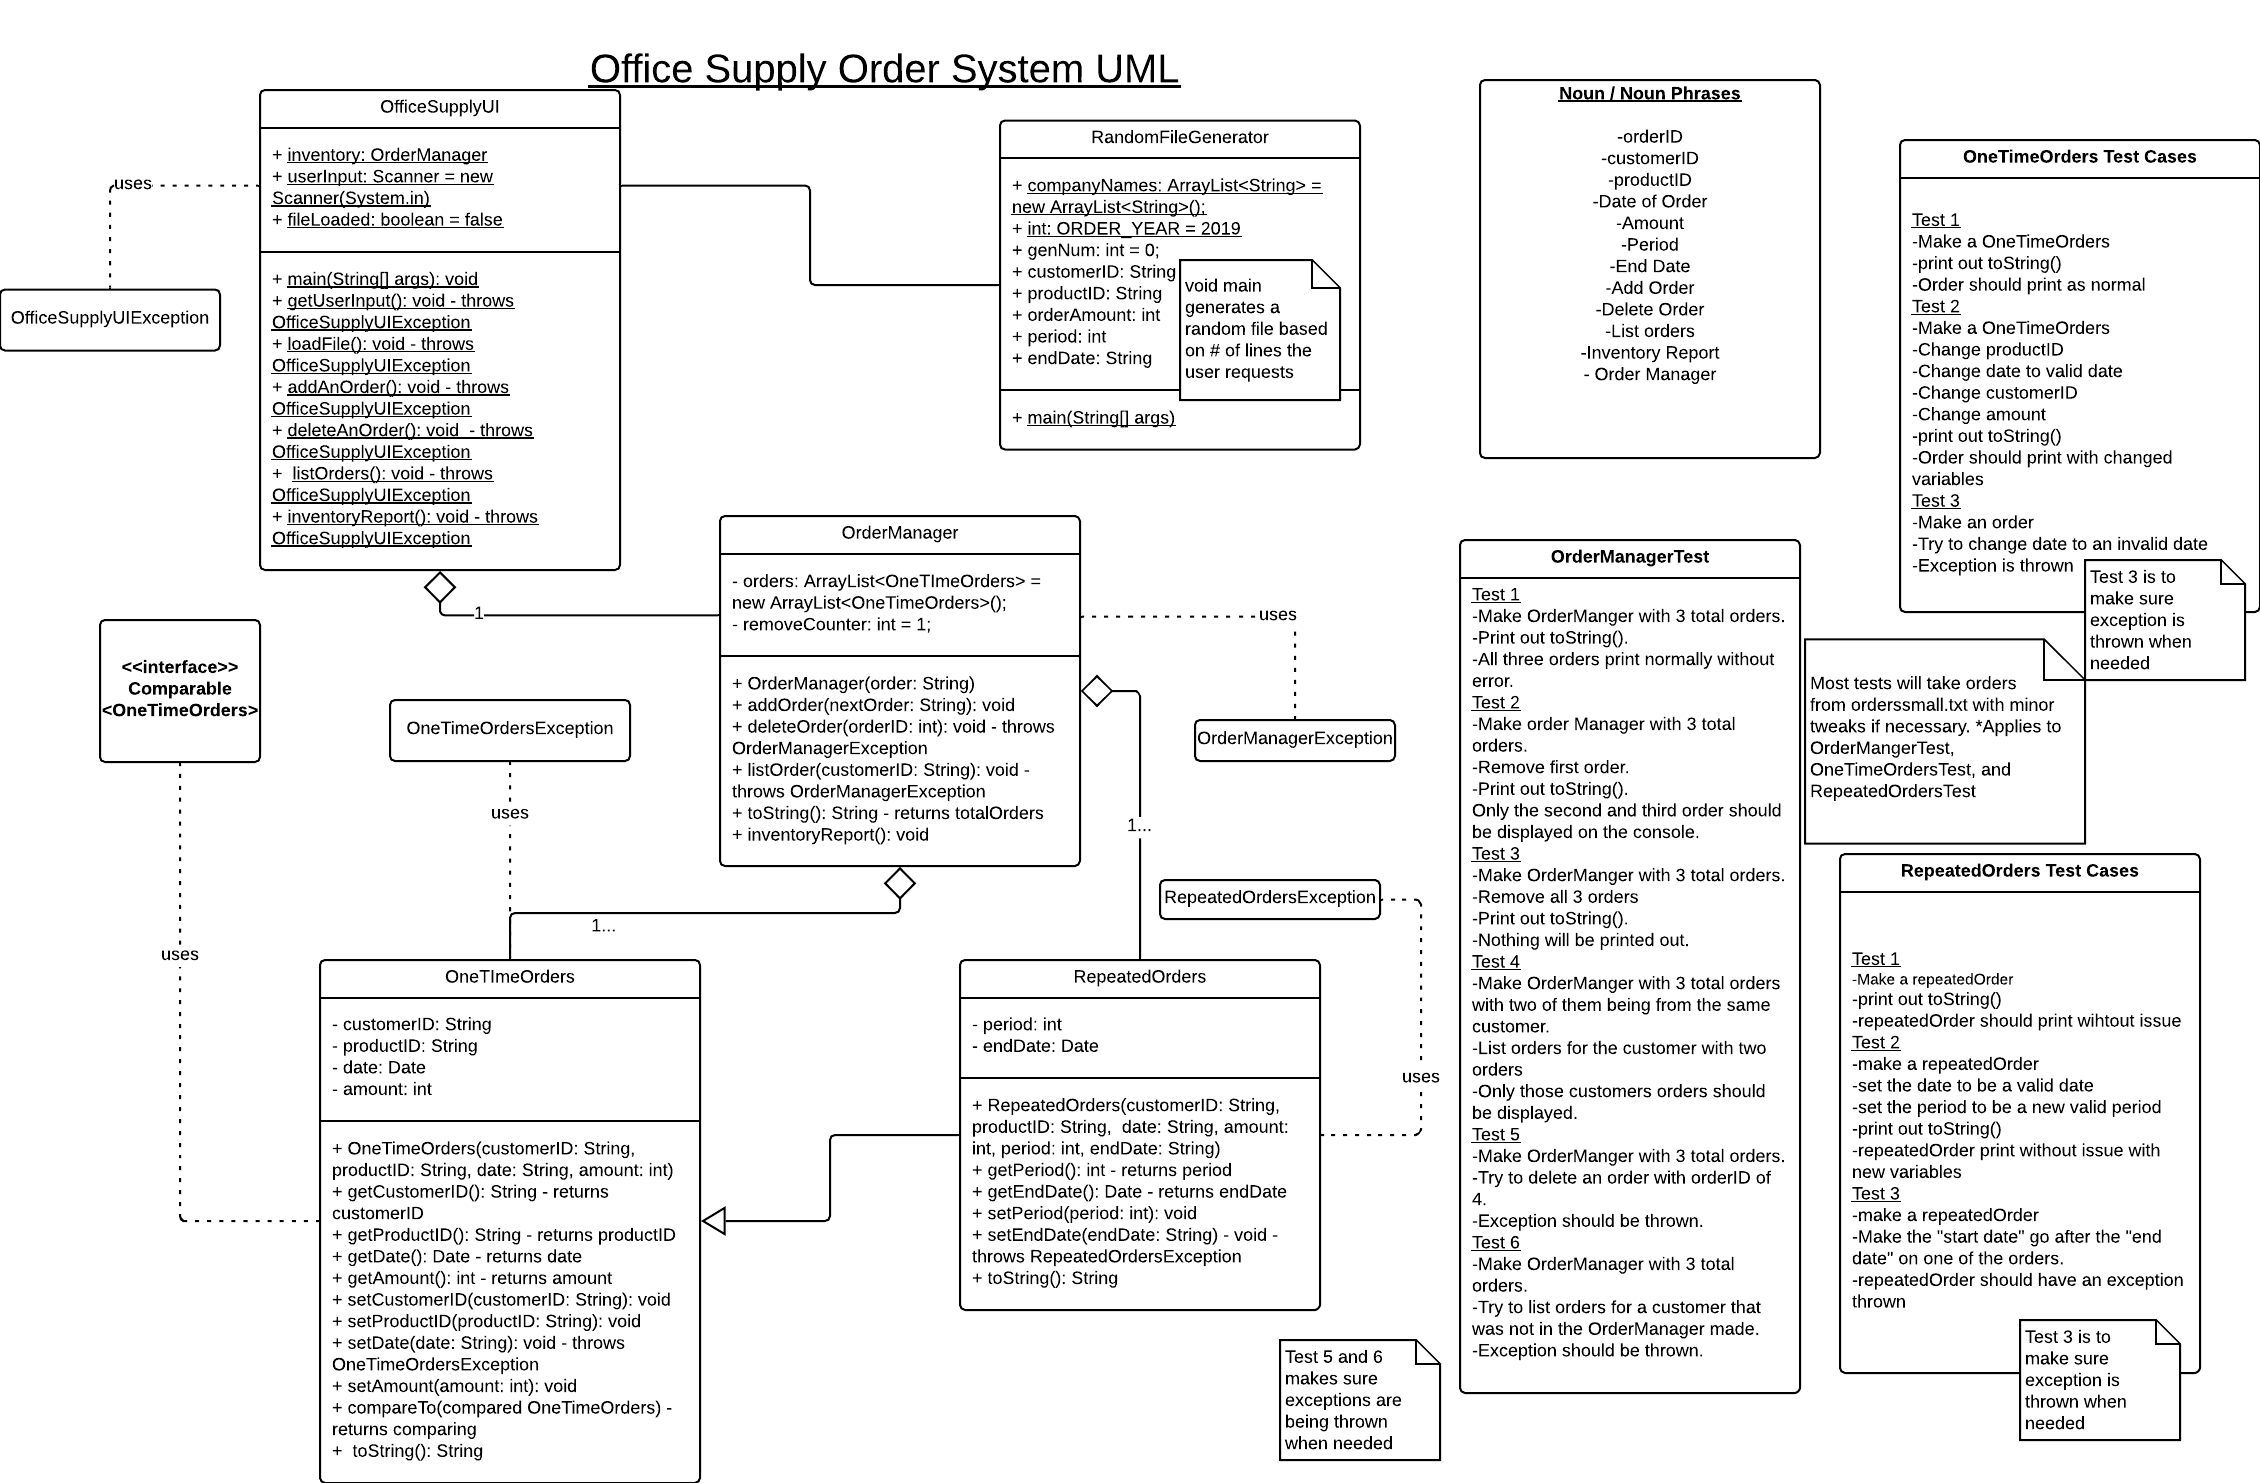 Office Supply Order System UML
OfficeSupplyUI
+ inventory: OrderManager
+ userInput: Scanner = new
Scanner(System.in)
+ fileLoaded: boolean = false
+ main(String[] args): void
+ getUserInput(): void - throws
OfficeSupplyUIException
+ loadFile(): void - throws
OfficeSupplyUIException
+ addAnOrder(): void - throws
OfficeSupplyUIException
+ deleteAnOrder(): void  - throws
OfficeSupplyUIException
+  listOrders(): void - throws
OfficeSupplyUIException
+ inventoryReport(): void - throws
OfficeSupplyUIException
uses
OfficeSupplyUIException
RandomFileGenerator
+ companyNames: ArrayList<String> =
new ArrayList<String>();
+ int: ORDER_YEAR = 2019
+ genNum: int = 0;
+ customerID: String
+ productID: String
+ orderAmount: int
+ period: int
+ endDate: String
+ main(String[] args)
void main
generates a
random file based
on # of lines the
user requests
Noun / Noun Phrases
-orderID
-customerID
-productID
-Date of Order
-Amount
-Period
-End Date
-Add Order
-Delete Order
-List orders
-Inventory Report
- Order Manager
OneTimeOrders Test Cases
Test 1
-Make a OneTimeOrders
-print out toString()
-Order should print as normal
Test 2
-Make a OneTimeOrders
-Change productID
-Change date to valid date
-Change customerID
-Change amount
-print out toString()
-Order should print with changed
variables
Test 3
-Make an order
-Try to change date to an invalid date
-Exception is thrown
Test 3 is to
make sure
exception is
thrown when
needed
1
OrderManager
- orders: ArrayList<OneTImeOrders> =
new ArrayList<OneTimeOrders>();
- removeCounter: int = 1;
+ OrderManager(order: String)
+ addOrder(nextOrder: String): void
+ deleteOrder(orderID: int): void - throws
OrderManagerException
+ listOrder(customerID: String): void -
throws OrderManagerException
+ toString(): String - returns totalOrders
+ inventoryReport(): void
uses
OrderManagerException
<<interface>>
Comparable
<OneTimeOrders>
uses
OneTimeOrdersException
uses
1...
1...
RepeatedOrdersException
uses
OneTImeOrders
- customerID: String
- productID: String
- date: Date
- amount: int
+ OneTimeOrders(customerID: String,
productID: String, date: String, amount: int)
+ getCustomerID(): String - returns
customerID
+ getProductID(): String - returns productID
+ getDate(): Date - returns date
+ getAmount(): int - returns amount
+ setCustomerID(customerID: String): void
+ setProductID(productID: String): void
+ setDate(date: String): void - throws
OneTimeOrdersException
+ setAmount(amount: int): void
+ compareTo(compared OneTimeOrders) -
returns comparing
+  toString(): String
RepeatedOrders
- period: int
- endDate: Date
+ RepeatedOrders(customerID: String,
productID: String,  date: String, amount:
int, period: int, endDate: String)
+ getPeriod(): int - returns period
+ getEndDate(): Date - returns endDate
+ setPeriod(period: int): void
+ setEndDate(endDate: String) - void -
throws RepeatedOrdersException
+ toString(): String
OrderManagerTest
Test 1
-Make OrderManger with 3 total orders.
-Print out toString().
-All three orders print normally without
error.
Test 2
-Make order Manager with 3 total
orders.
-Remove first order.
-Print out toString().
Only the second and third order should
be displayed on the console.
Test 3
-Make OrderManger with 3 total orders.
-Remove all 3 orders
-Print out toString().
-Nothing will be printed out.
Test 4
-Make OrderManger with 3 total orders
with two of them being from the same
customer.
-List orders for the customer with two
orders
-Only those customers orders should
be displayed.
Test 5
-Make OrderManger with 3 total orders.
-Try to delete an order with orderID of
4.
-Exception should be thrown.
Test 6
-Make OrderManager with 3 total
orders.
-Try to list orders for a customer that
was not in the OrderManager made.
-Exception should be thrown.
Test 5 and 6
makes sure
exceptions are
being thrown
when needed
Most tests will take orders
from orderssmall.txt with minor
tweaks if necessary. *Applies to
OrderMangerTest,
OneTimeOrdersTest, and
RepeatedOrdersTest
RepeatedOrders Test Cases
Test 1
-Make a repeatedOrder
-print out toString()
-repeatedOrder should print wihtout issue
Test 2
-make a repeatedOrder
-set the date to be a valid date
-set the period to be a new valid period
-print out toString()
-repeatedOrder print without issue with
new variables
Test 3
-make a repeatedOrder
-Make the "start date" go after the "end
date" on one of the orders.
-repeatedOrder should have an exception
thrown
Test 3 is to
make sure
exception is
thrown when
needed